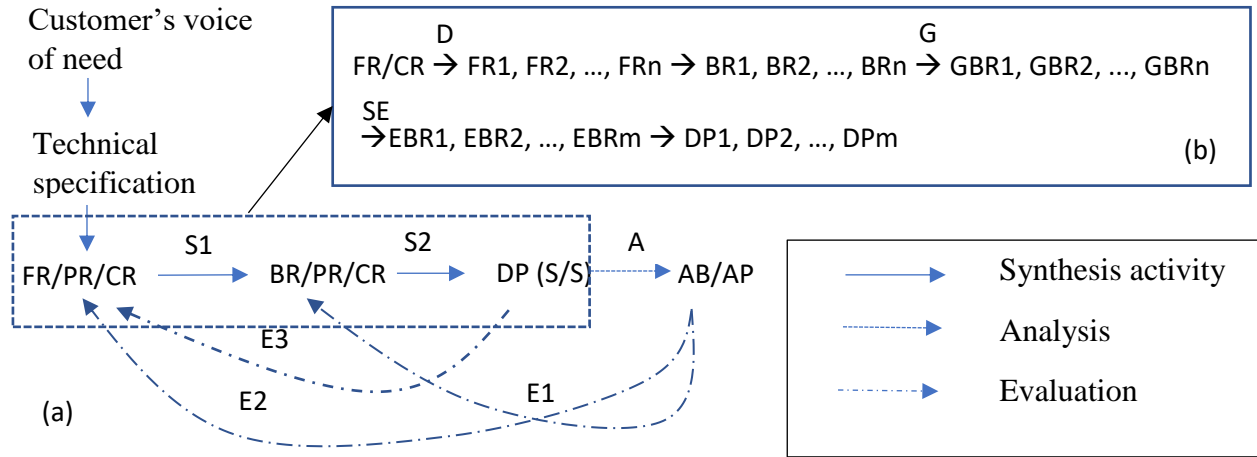 Customer’s voice
of need
Technical
specification
D
G
FR/CR → FR1, FR2, …, FRn → BR1, BR2, …, BRn → GBR1, GBR2, ..., GBRn
SE
→EBR1, EBR2, …, EBRm → DP1, DP2, …, DPm
(b)
S1
S2
A
FR/PR/CR
BR/PR/CR
DP (S/S)
AB/AP
E3
E2
E1
(a)
Synthesis activity
Analysis
Evaluation